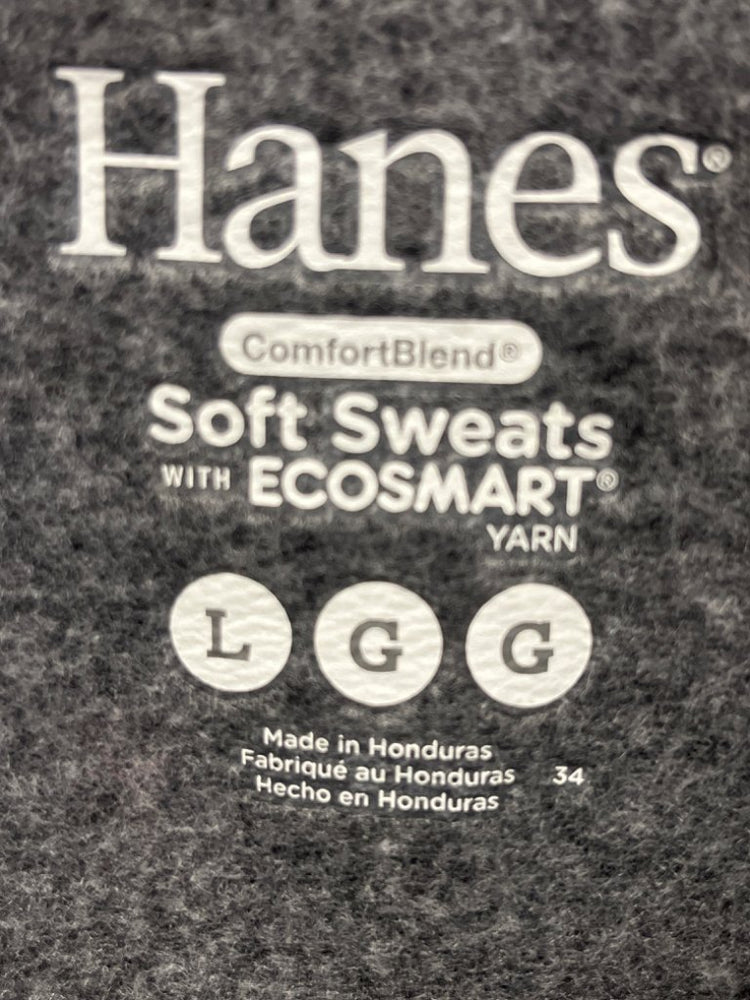 Hanes®
ComfortBlend®
Soft Sweats
WITH ECOSMART®
YARN
L G G
Made in Honduras
Fabriqué au Honduras 34
Hecho en Honduras